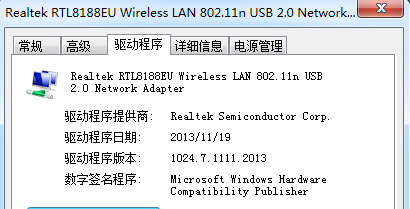 Realtek RTL8188EU Wireless LAN 802.11n USB 2.0 Network...
常规 高级 驱动程序 详细信息 电源管理
Realtek RTL8188EU Wireless LAN 802.11n USB
2.0 Network Adapter
驱动程序提供商: Realtek Semiconductor Corp.
驱动程序日期: 2013/11/19
驱动程序版本: 1024.7.1111.2013
数字签名程序: Microsoft Windows Hardware
Compatibility Publisher